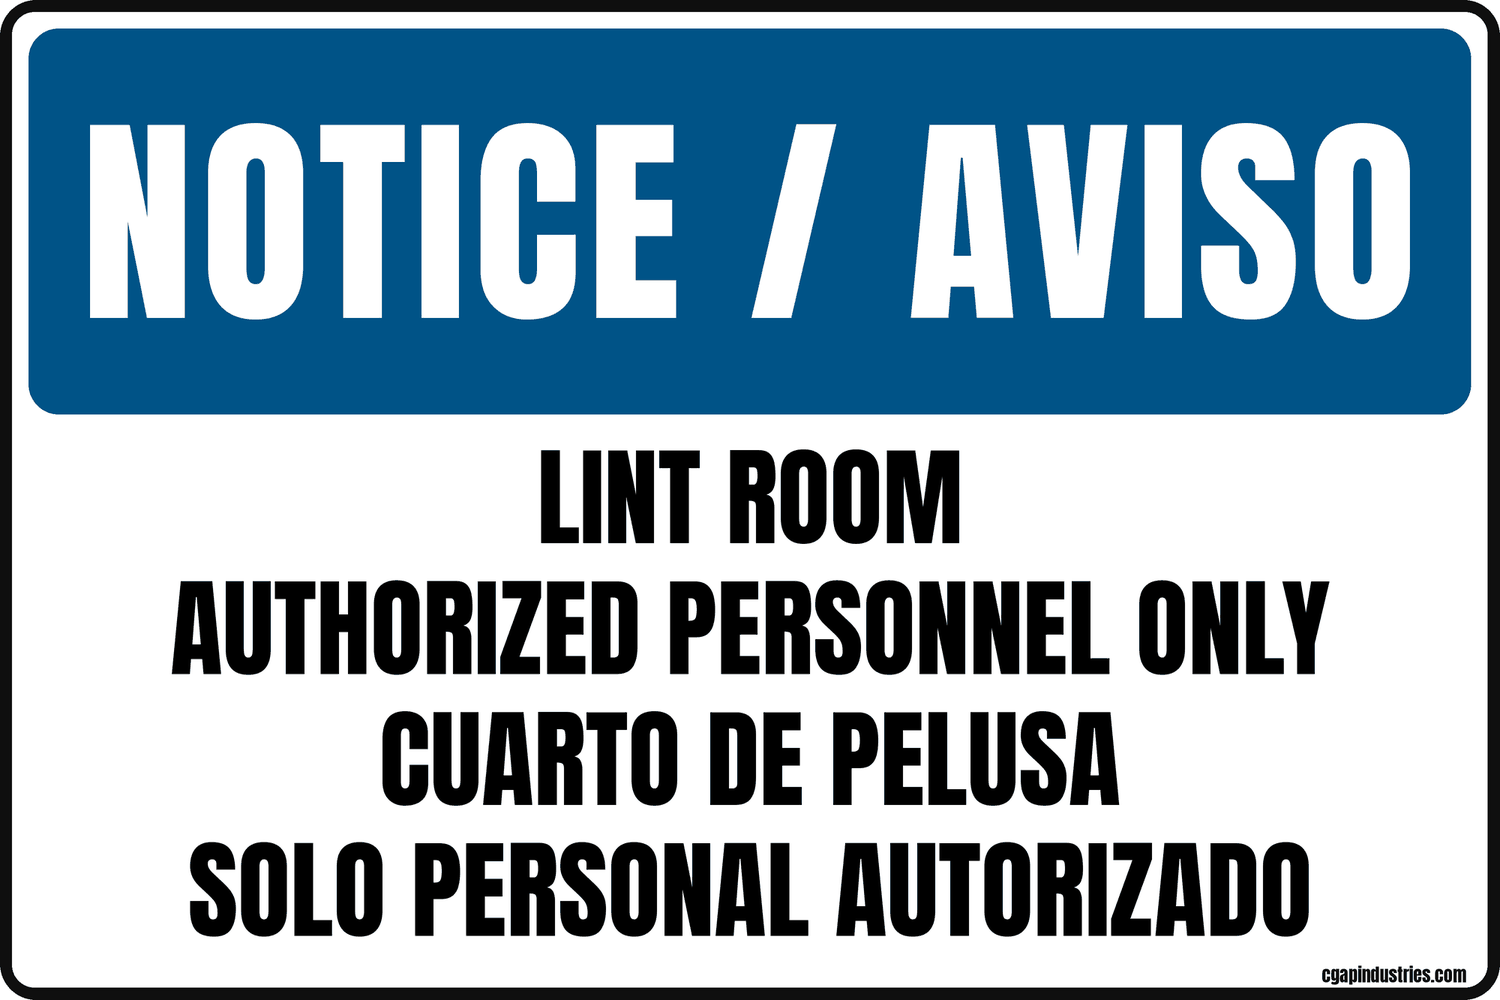 NOTICE / AVISO
LINT ROOM
AUTHORIZED PERSONNEL ONLY
CUARTO DE PELUSA
SOLO PERSONAL AUTORIZADO
cgapindustries.com